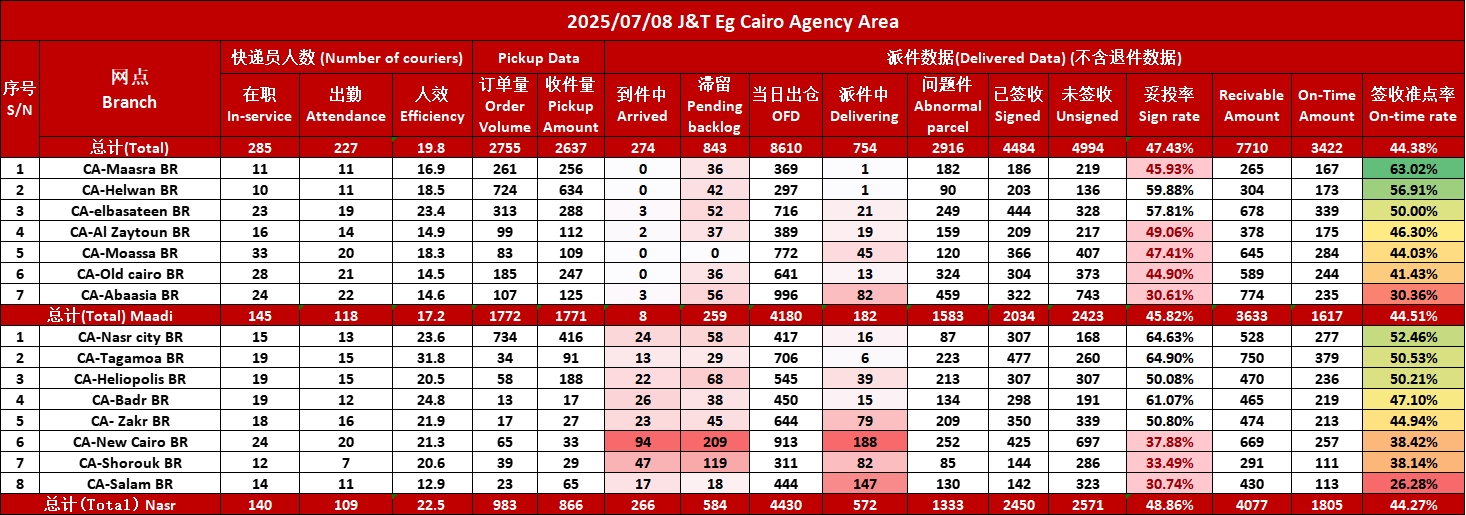 2025/07/08 J&T Eg Cairo Agency Area
序号 S/N 网点 Branch 快递员人数 (Number of couriers) Pickup Data 派件数据(Delivered Data) (不含退件数据)
在职 In-service 出勤 Attendance 人效 Efficiency 订单量 Order Volume 收件量 Pickup Amount 到件中 Arrived 滞留 Pending backlog 当日出仓 OFD 派件中 Delivering 问题件 Abnormal parcel 已签收 Signed 未签收 Unsigned 妥投率 Sign rate Recivable Amount On-Time Amount 签收准点率 On-time rate
总计(Total) 285 227 19.8 2755 2637 274 843 8610 754 2916 4484 4994 47.43% 7710 3422 44.38%
1 CA-Maasra BR 11 11 16.9 261 256 0 36 369 1 182 186 219 45.93% 265 167 63.02%
2 CA-Helwan BR 10 11 18.5 724 634 0 42 297 1 90 203 136 59.88% 304 173 56.91%
3 CA-elbasateen BR 23 19 23.4 313 288 3 52 716 21 249 444 328 57.81% 678 339 50.00%
4 CA-Al Zaytoun BR 16 14 14.9 99 112 2 37 389 19 159 209 217 49.06% 378 175 46.30%
5 CA-Moassa BR 33 20 18.3 83 109 0 0 772 45 120 366 407 47.41% 645 284 44.03%
6 CA-Old cairo BR 28 21 14.5 185 247 0 36 641 13 324 304 373 44.90% 589 244 41.43%
7 CA-Abaasia BR 24 22 14.6 107 125 3 56 996 82 459 322 743 30.61% 774 235 30.36%
总计(Total) Maadi 145 118 17.2 1772 1771 8 259 4180 182 1583 2034 2423 45.82% 3633 1617 44.51%
1 CA-Nasr city BR 15 13 23.6 734 416 24 58 417 16 87 307 168 64.63% 528 277 52.46%
2 CA-Tagamoa BR 19 15 31.8 34 91 13 29 706 6 223 477 260 64.90% 750 379 50.53%
3 CA-Heliopolis BR 19 15 20.5 58 188 22 68 545 39 213 307 307 50.08% 470 236 50.21%
4 CA-Badr BR 19 12 24.8 13 17 26 38 450 15 134 298 191 61.07% 465 219 47.10%
5 CA- Zakr BR 18 16 21.9 17 27 23 45 644 79 209 350 339 50.80% 624 280 44.94%
6 CA-New Cairo BR 24 20 21.3 65 33 94 209 913 188 252 425 697 37.88% 669 257 38.42%
7 CA-Shorouk BR 12 7 20.6 39 29 47 119 311 82 85 144 286 33.49% 291 111 38.14%
8 CA-Salam BR 14 11 12.9 23 65 17 18 444 147 130 142 323 30.74% 430 113 26.28%
总计(Total) Nasr 140 109 22.5 983 866 266 584 4430 572 1333 2450 2571 48.86% 4077 1805 44.27%